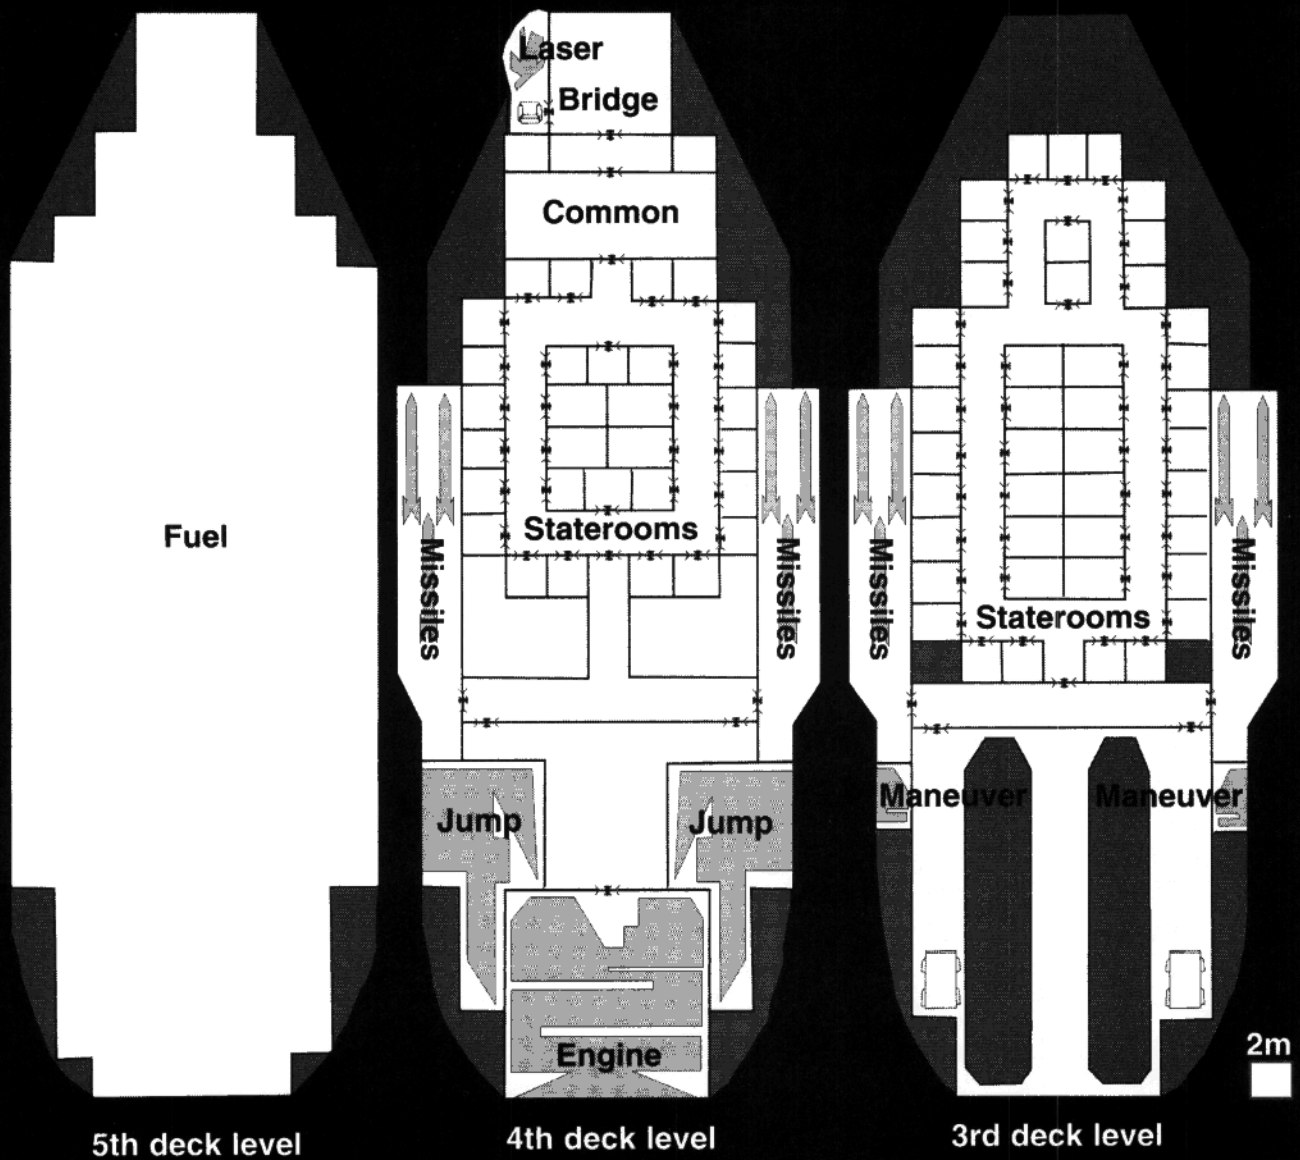 Laser
Bridge
Common
Fuel
Staterooms
Missiles
Missiles
Missiles
Staterooms
Missiles
Jump
Jump
Maneuver
Maneuver
Engine
2m
5th deck level
4th deck level
3rd deck level